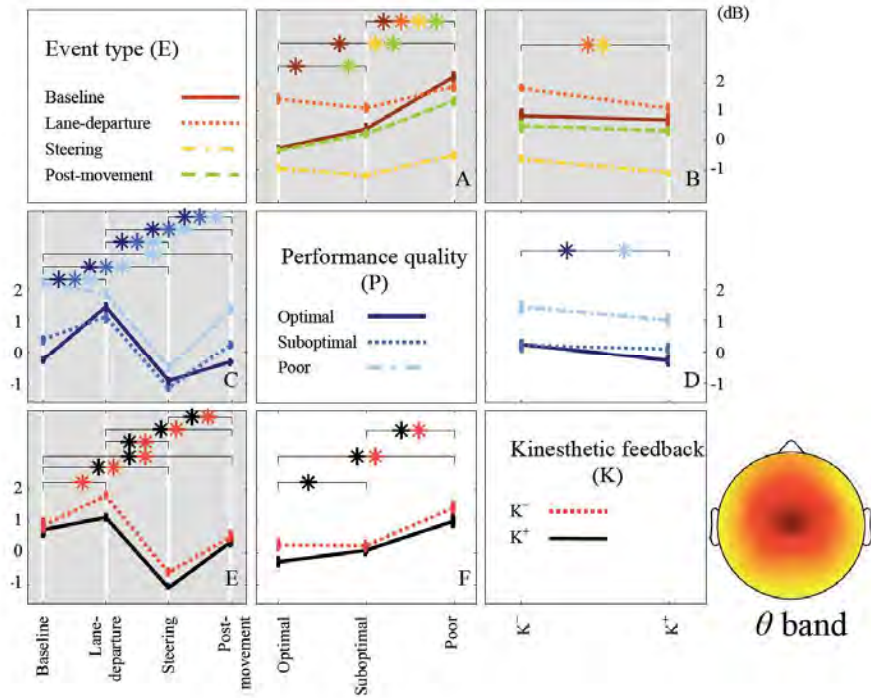 (dB)
Event type (E)
Baseline
Lane-departure
Steering
Post-movement
A
B
2
1
0
-1
2
1
0
-1
C
Performance quality
(P)
Optimal
Suboptimal
Poor
D
2
1
0
-1
2
1
0
-1
E
F
Kinesthetic feedback
(K)
K⁻
K⁺
Baseline
Lane-
departure
Steering
Post-
movement
Optimal
Suboptimal
Poor
K⁻
K⁺
θ band